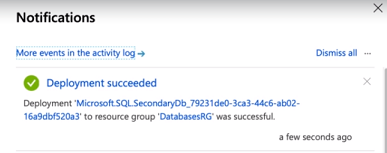 Notifications
More events in the activity log → Dismiss all ...
Deployment succeeded
Deployment 'Microsoft.SQL.SecondaryDb_79231de0-3ca3-44c6-ab02-
16a9dbf520a3' to resource group 'DatabasesRG' was successful.
a few seconds ago